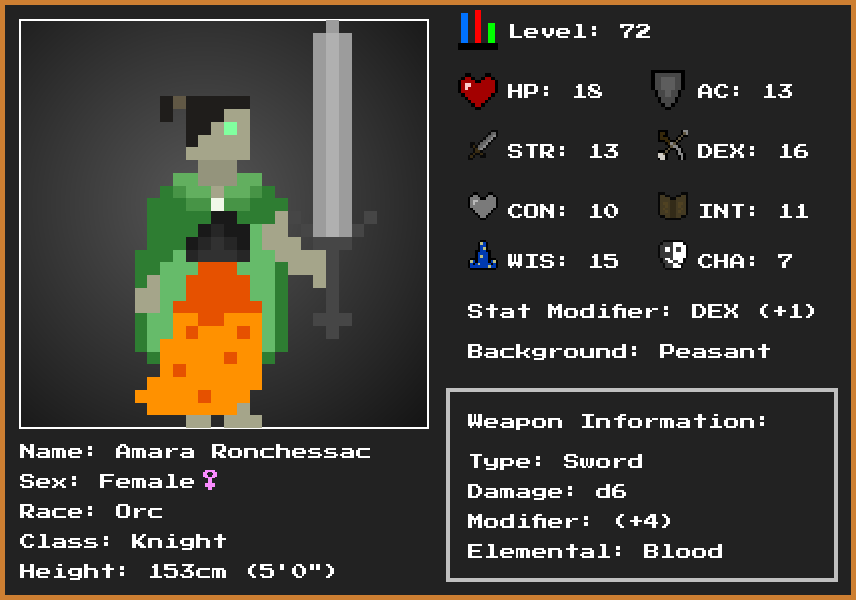 Level: 72
HP: 18 AC: 13
STR: 13 DEX: 16
CON: 10 INT: 11
WIS: 15 CHA: 7
Stat Modifier: DEX (+1)
Background: Peasant
Weapon Information:
Type: Sword
Damage: d6
Modifier: (+4)
Elemental: Blood
Name: Amara Ronchessac
Sex: Female♀
Race: Orc
Class: Knight
Height: 153cm (5'0")